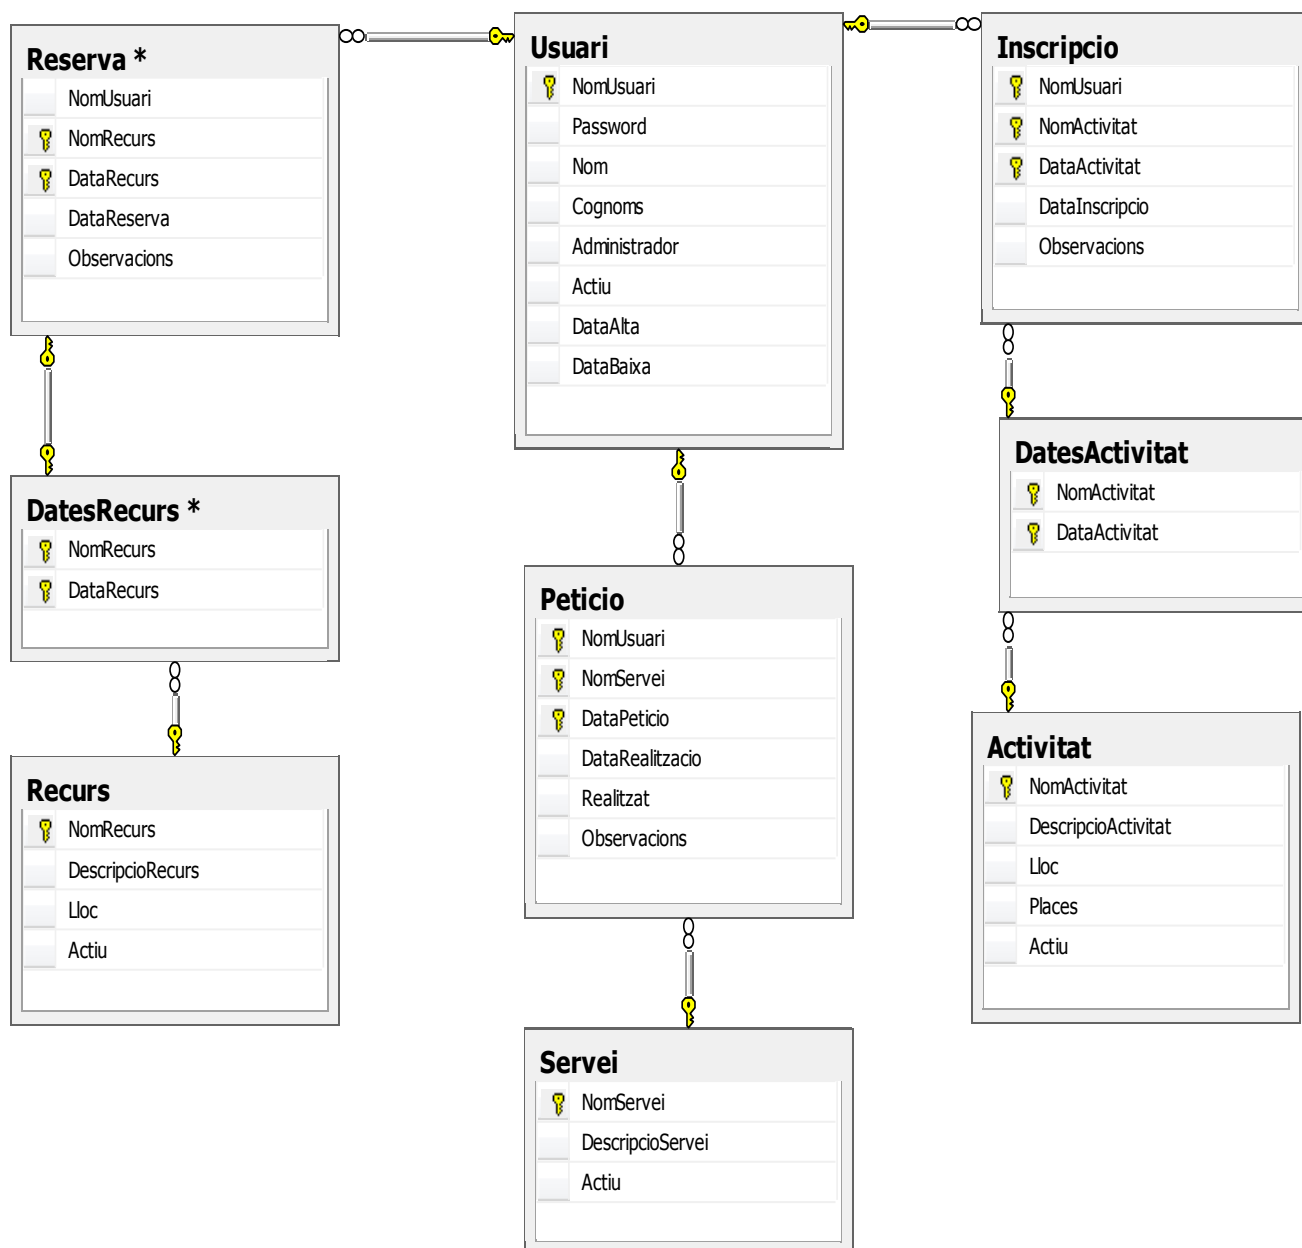 Reserva *
NomUsuari
NomRecurs
DataRecurs
DataReserva
Observacions
Usuari
NomUsuari
Password
Nom
Cognoms
Administrador
Actiu
DataAlta
DataBaixa
Inscripcio
NomUsuari
NomActivitat
DataActivitat
DataInscripcio
Observacions
DatesRecurs *
NomRecurs
DataRecurs
DatesActivitat
NomActivitat
DataActivitat
Peticio
NomUsuari
NomServei
DataPeticio
DataRealitzacio
Realitzat
Observacions
Recurs
NomRecurs
DescripcioRecurs
Lloc
Actiu
Activitat
NomActivitat
DescripcioActivitat
Lloc
Places
Actiu
Servei
NomServei
DescripcioServei
Actiu